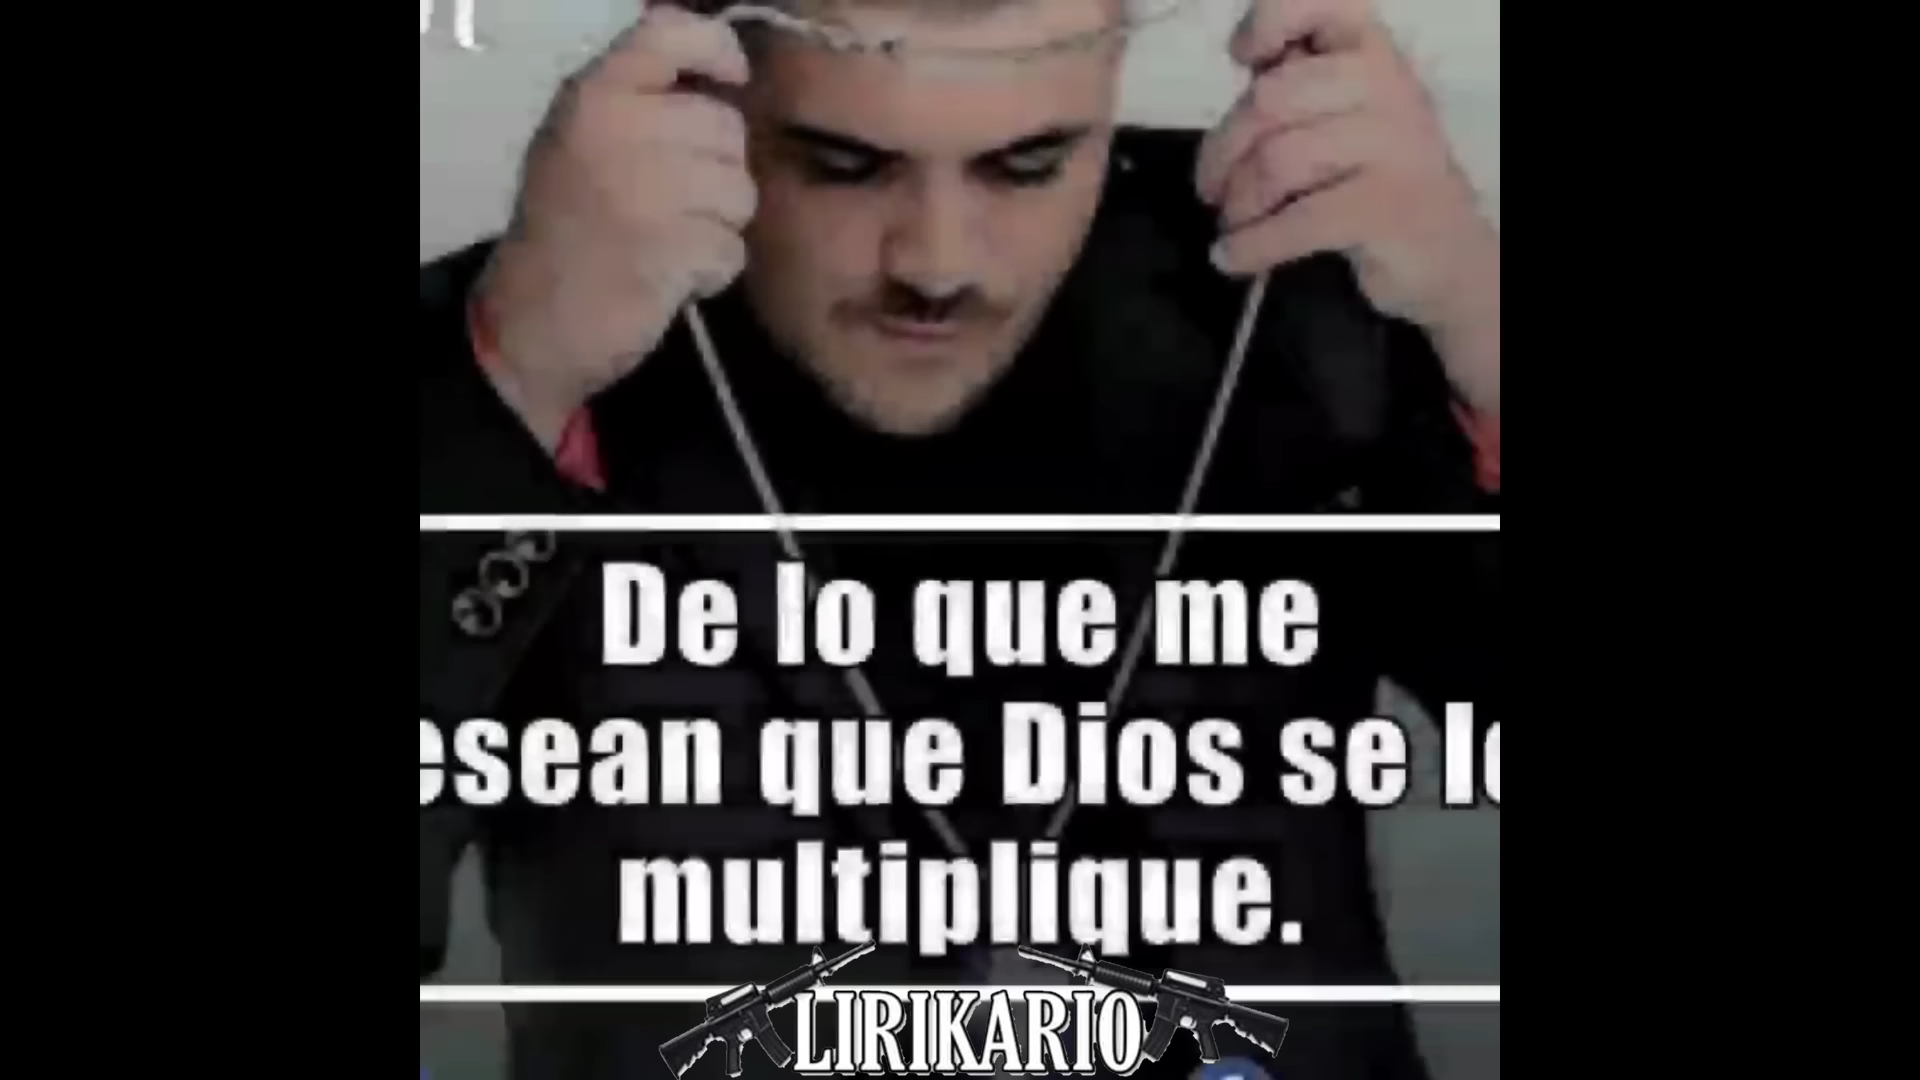 De lo que me
esean que Dios se l
multiplique.
LIRIKARIO